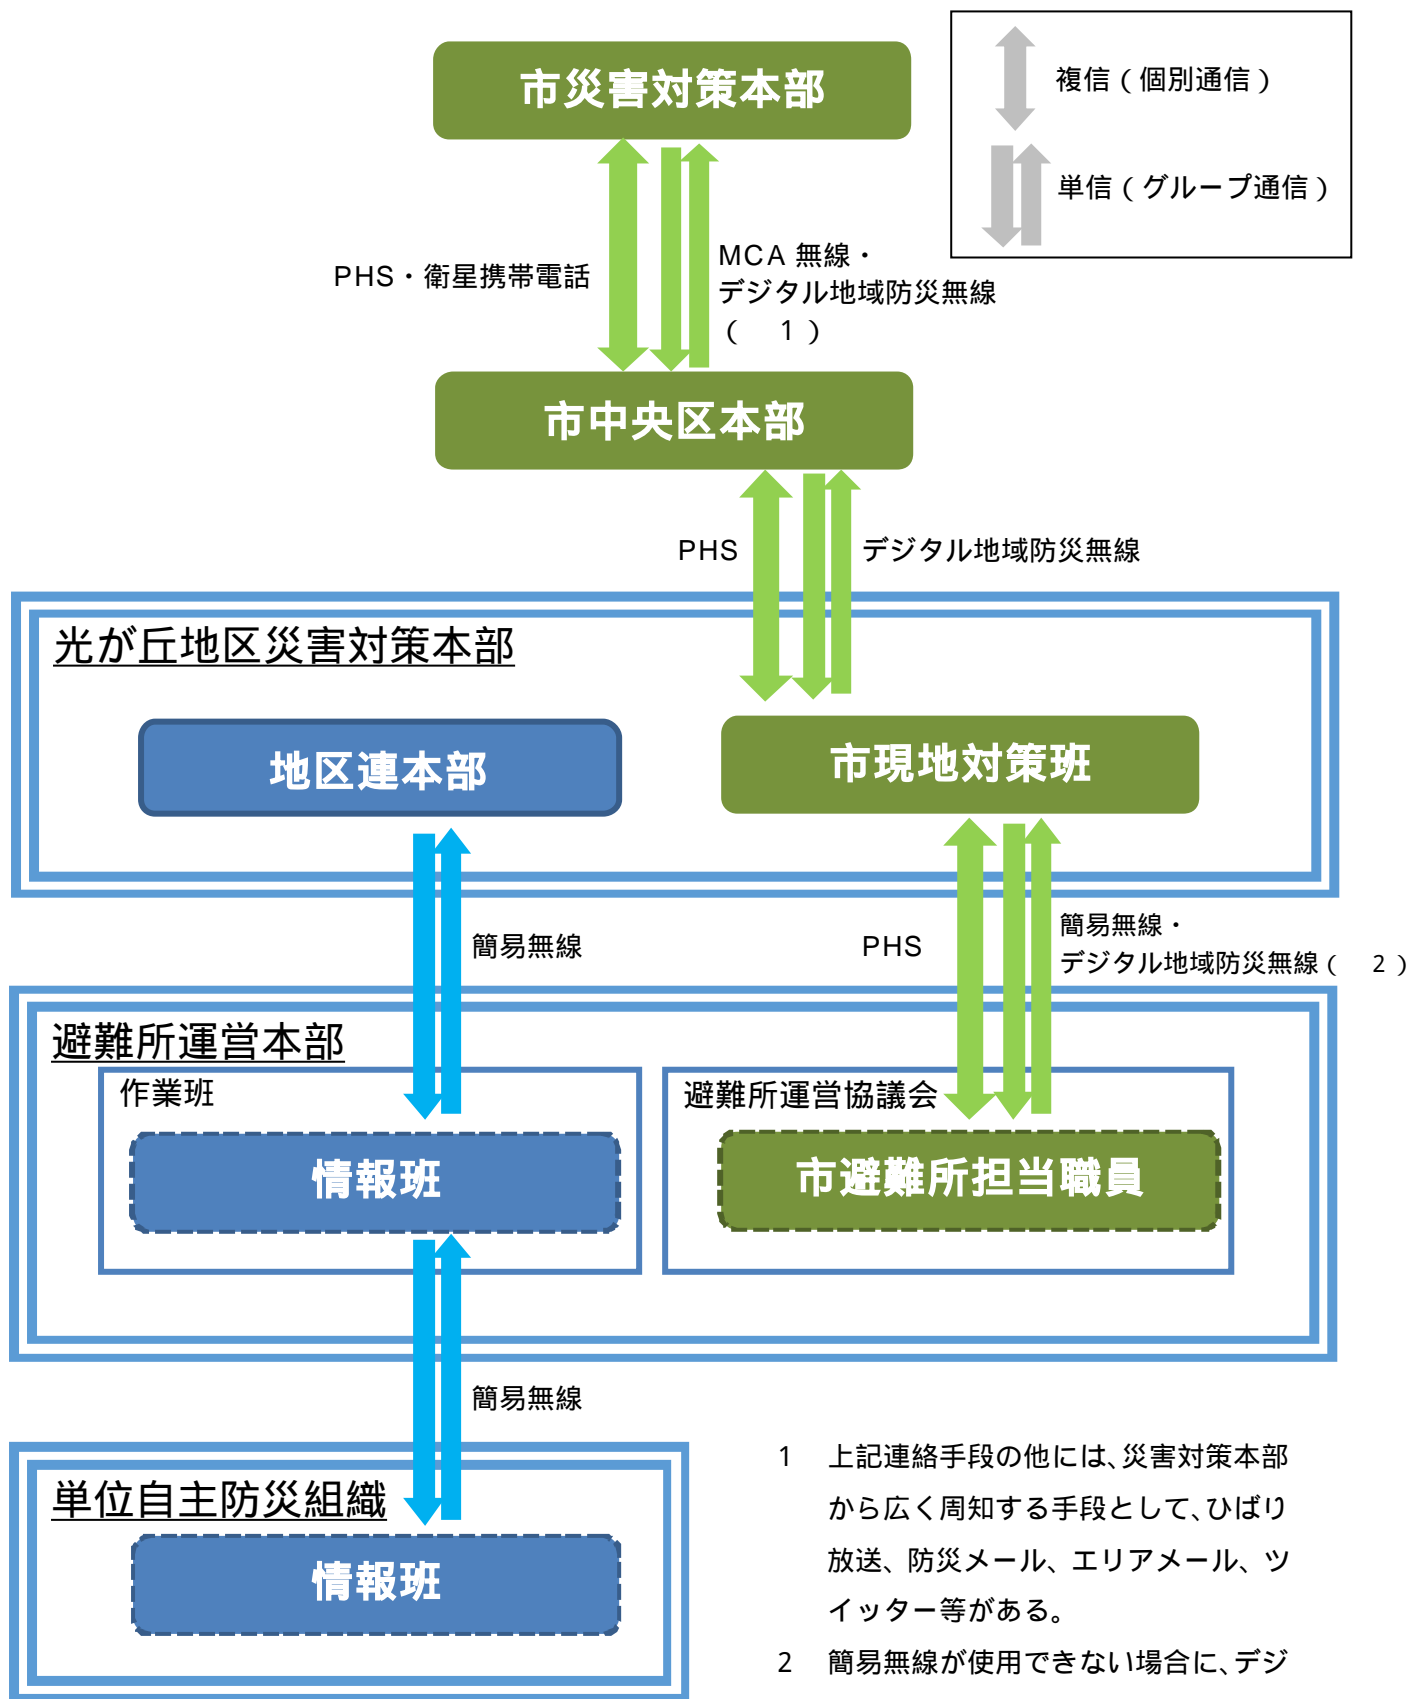 市災害対策本部
複信（個別通信）
単信（グループ通信）
PHS・衛星携帯電話
MCA 無線・
デジタル地域防災無線
（　1 ）
市中央区本部
PHS
デジタル地域防災無線
光が丘地区災害対策本部
地区連本部
市現地対策班
簡易無線
PHS
簡易無線・
デジタル地域防災無線（　2 ）
避難所運営本部
作業班
避難所運営協議会
情報班
市避難所担当職員
簡易無線
単位自主防災組織
情報班
1　上記連絡手段の他には、災害対策本部
から広く周知する手段として、ひばり
放送、防災メール、エリアメール、ツ
イッター等がある。
2　簡易無線が使用できない場合に、デジ